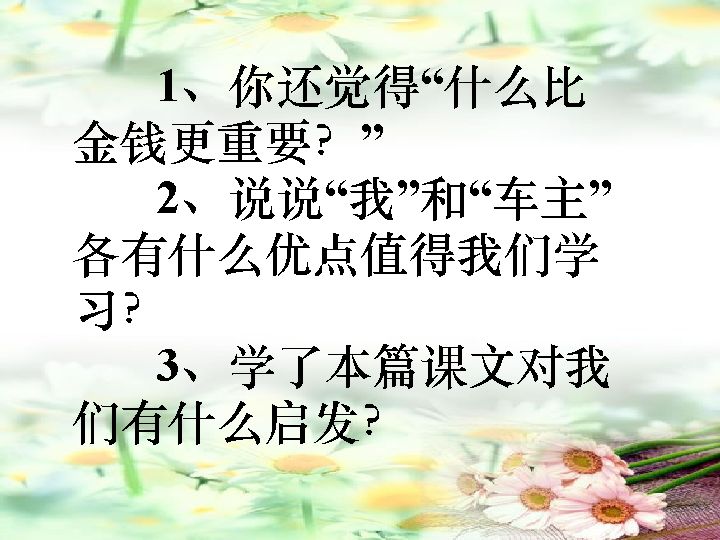 1、你还觉得“什么比
金钱更重要？”
2、说说“我”和“车主”
各有什么优点值得我们学
习？
3、学了本篇课文对我
们有什么启发？